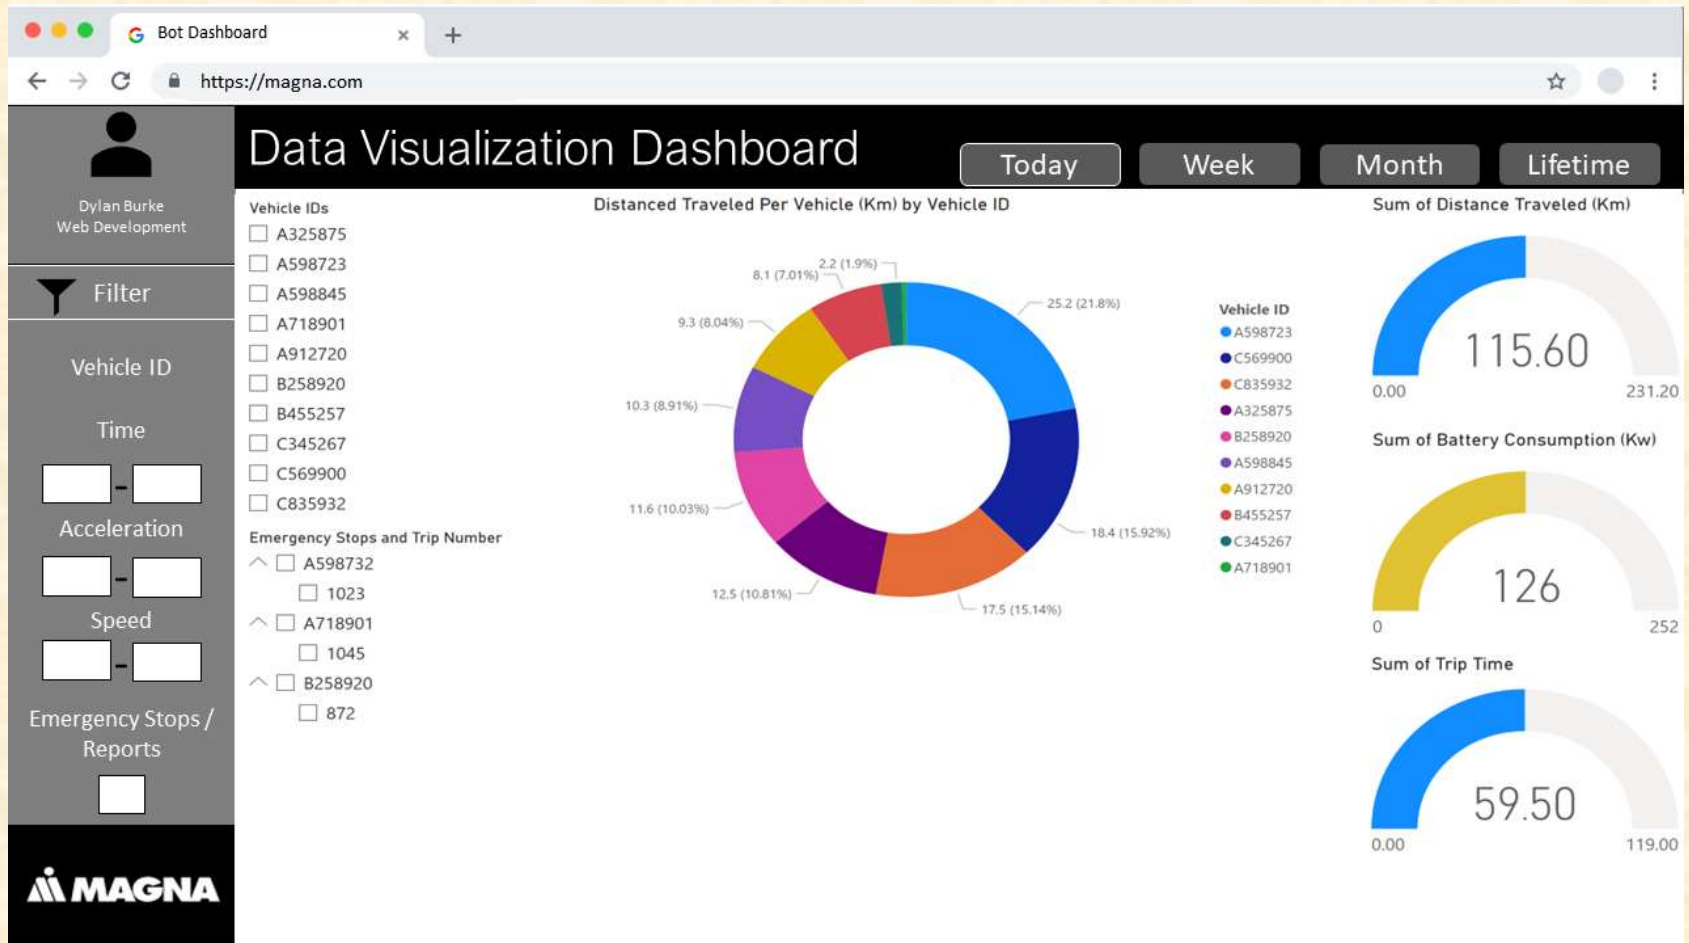 Bot Dashboard
https://magna.com
Dylan Burke
Web Development
Filter
Vehicle ID
Time
-
Acceleration
-
Speed
-
Emergency Stops /
Reports
MAGNA
Data Visualization Dashboard
Today
Week
Month
Lifetime
Vehicle IDs
A325875
A598723
A598845
A718901
A912720
B258920
B455257
C345267
C569900
C835932
Emergency Stops and Trip Number
A598732
1023
A718901
1045
B258920
872
Distanced Traveled Per Vehicle (Km) by Vehicle ID
2.2 (1.9%)
8.1 (7.01%)
25.2 (21.8%)
9.3 (8.04%)
10.3 (8.91%)
11.6 (10.03%)
18.4 (15.92%)
12.5 (10.81%)
17.5 (15.14%)
Vehicle ID
A598723
C569900
C835932
A325875
B258920
A598845
A912720
B455257
C345267
A718901
Sum of Distance Traveled (Km)
115.60
0.00
231.20
Sum of Battery Consumption (Kw)
126
0
252
Sum of Trip Time
59.50
0.00
119.00